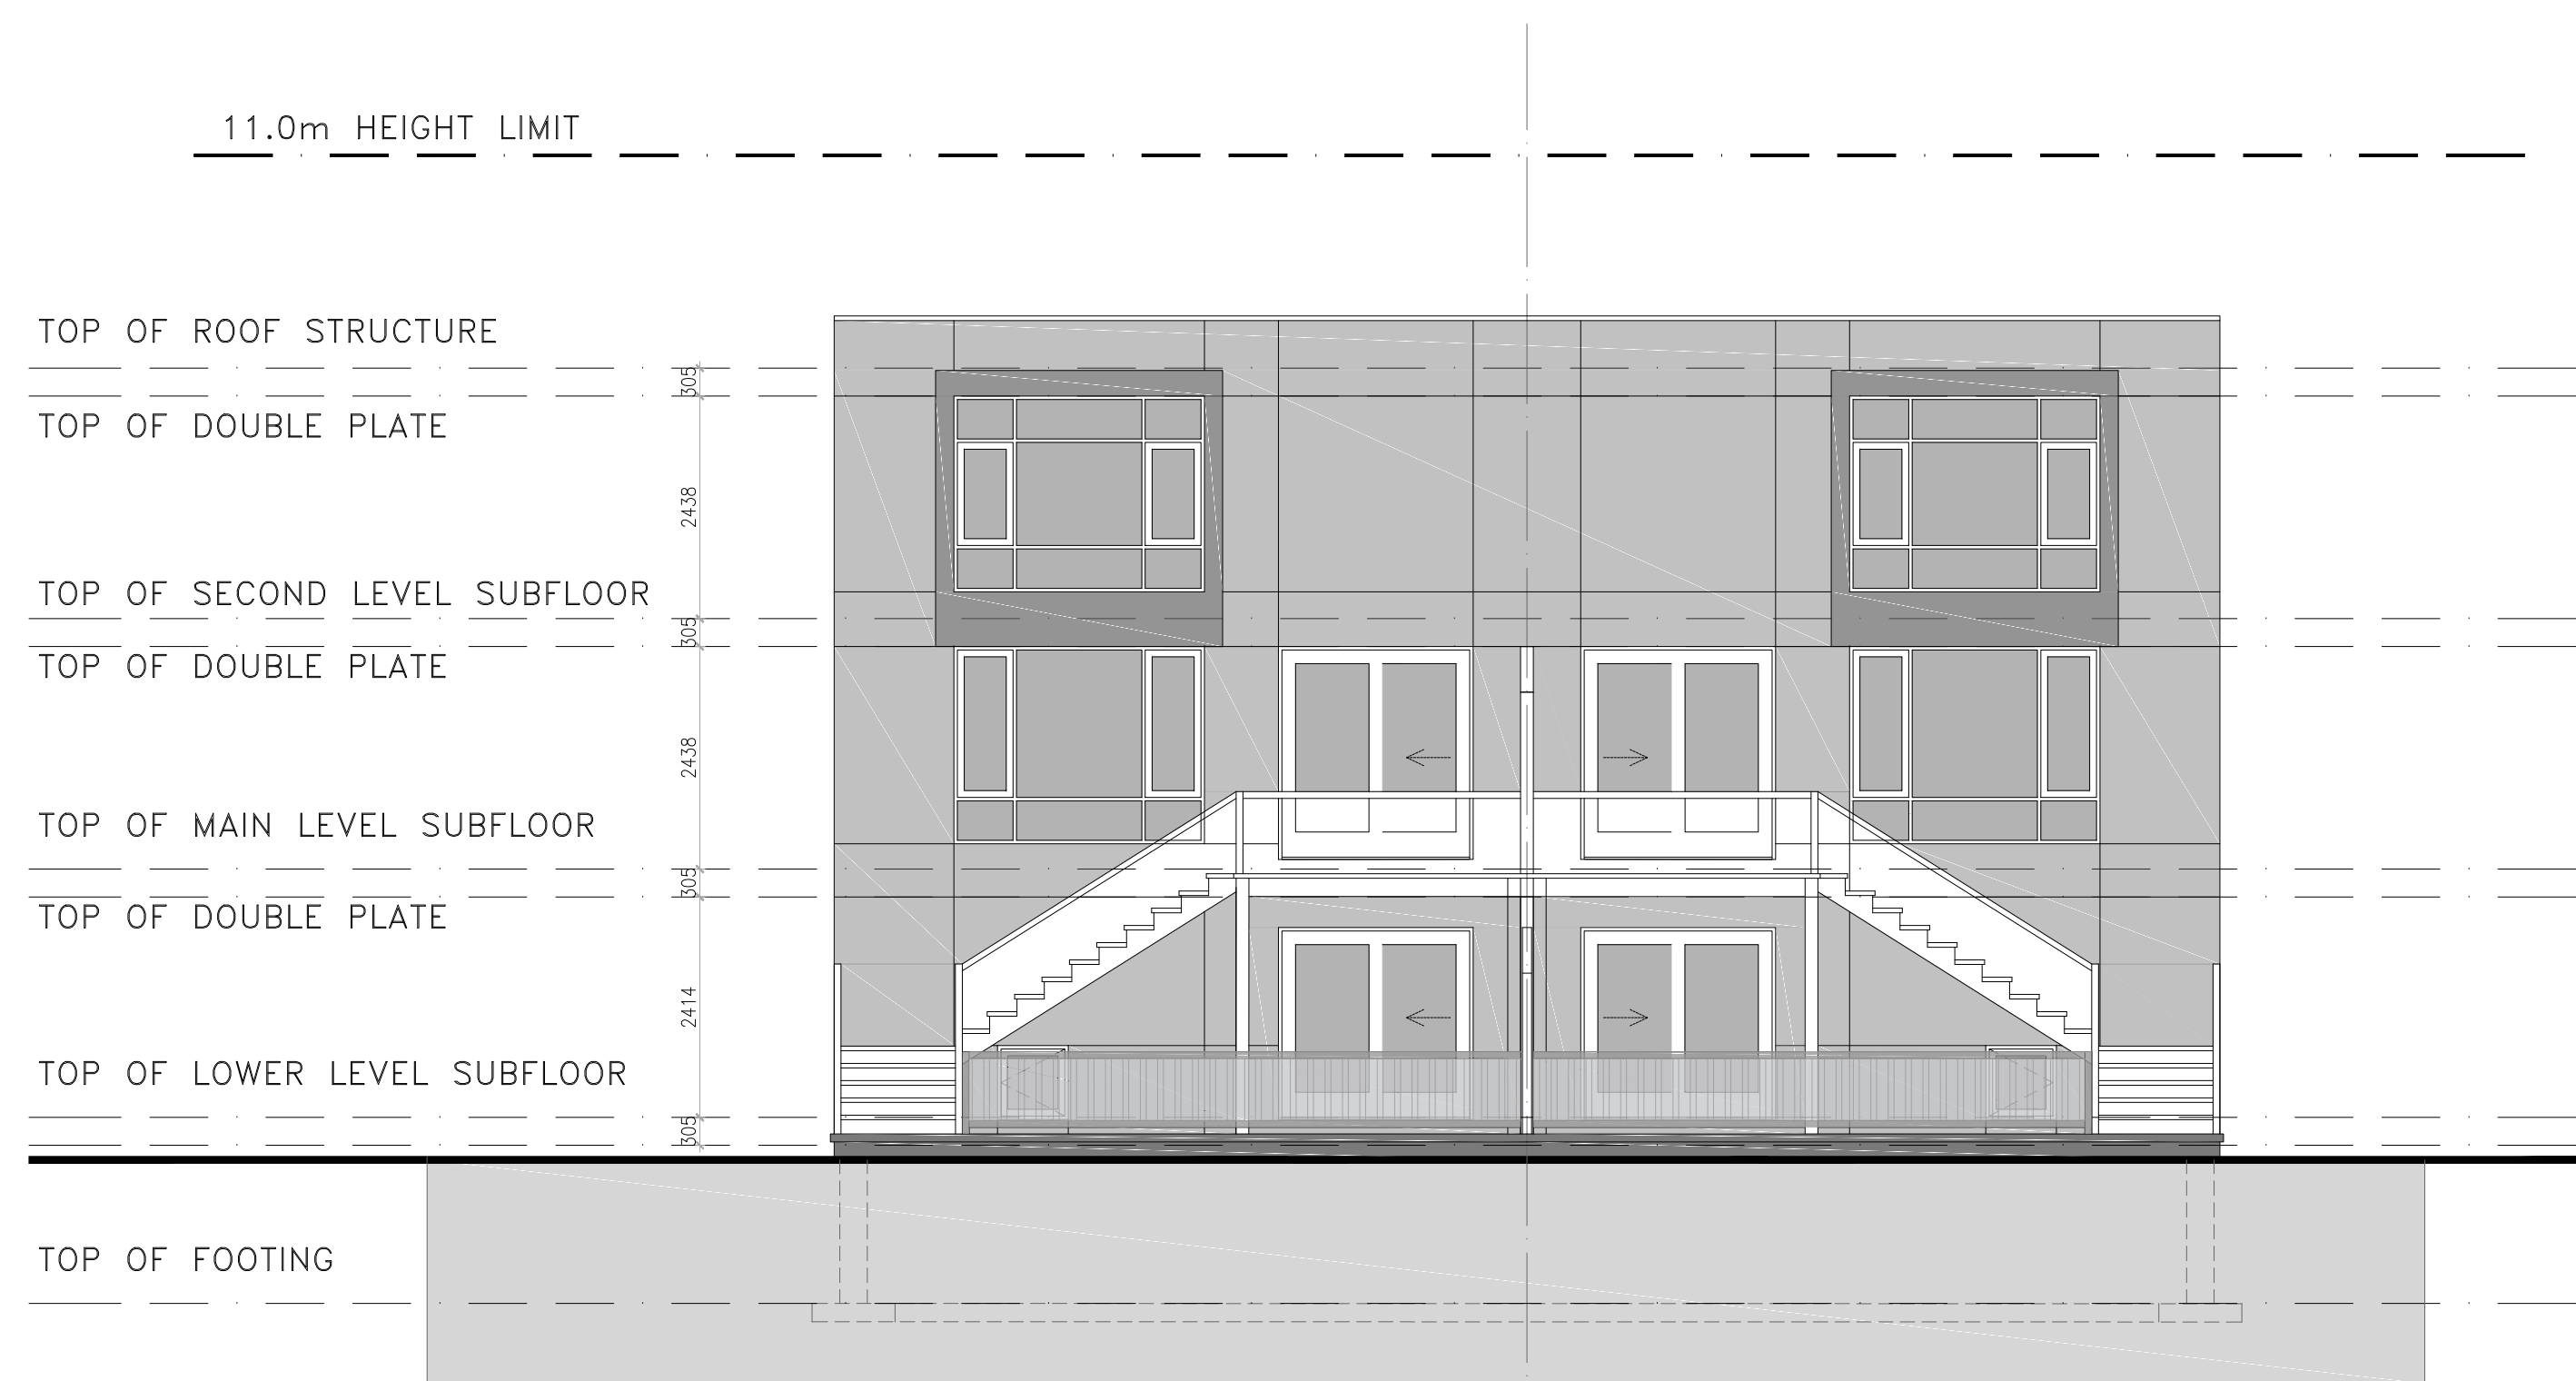 11.0m HEIGHT LIMIT
TOP OF ROOF STRUCTURE
305
TOP OF DOUBLE PLATE
2438
TOP OF SECOND LEVEL SUBFLOOR
305
TOP OF DOUBLE PLATE
2438
TOP OF MAIN LEVEL SUBFLOOR
305
TOP OF DOUBLE PLATE
2414
TOP OF LOWER LEVEL SUBFLOOR
305
TOP OF FOOTING